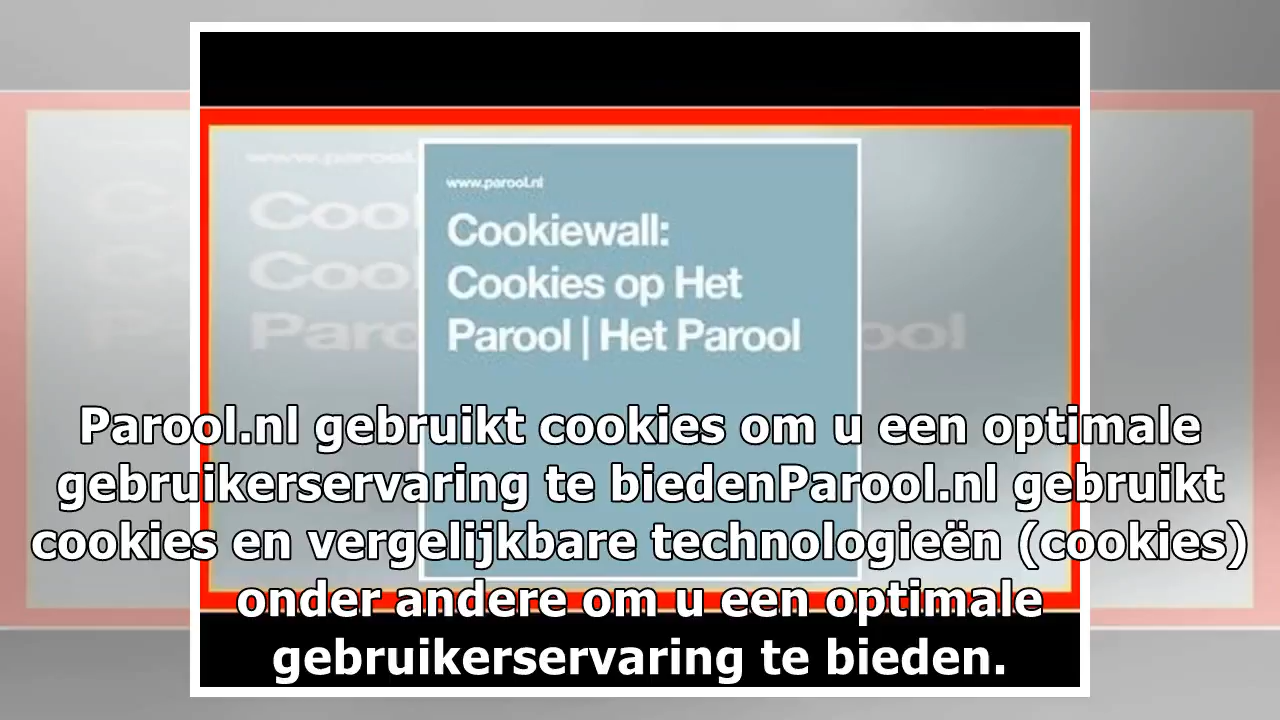 www.parool.nl
Cookiewall:
Cookies op Het
Parool | Het Parool
Parool.nl gebruikt cookies om u een optimale
gebruikerservaring te biedenParool.nl gebruikt
cookies en vergelijkbare technologieën (cookies)
onder andere om u een optimale
gebruikerservaring te bieden.